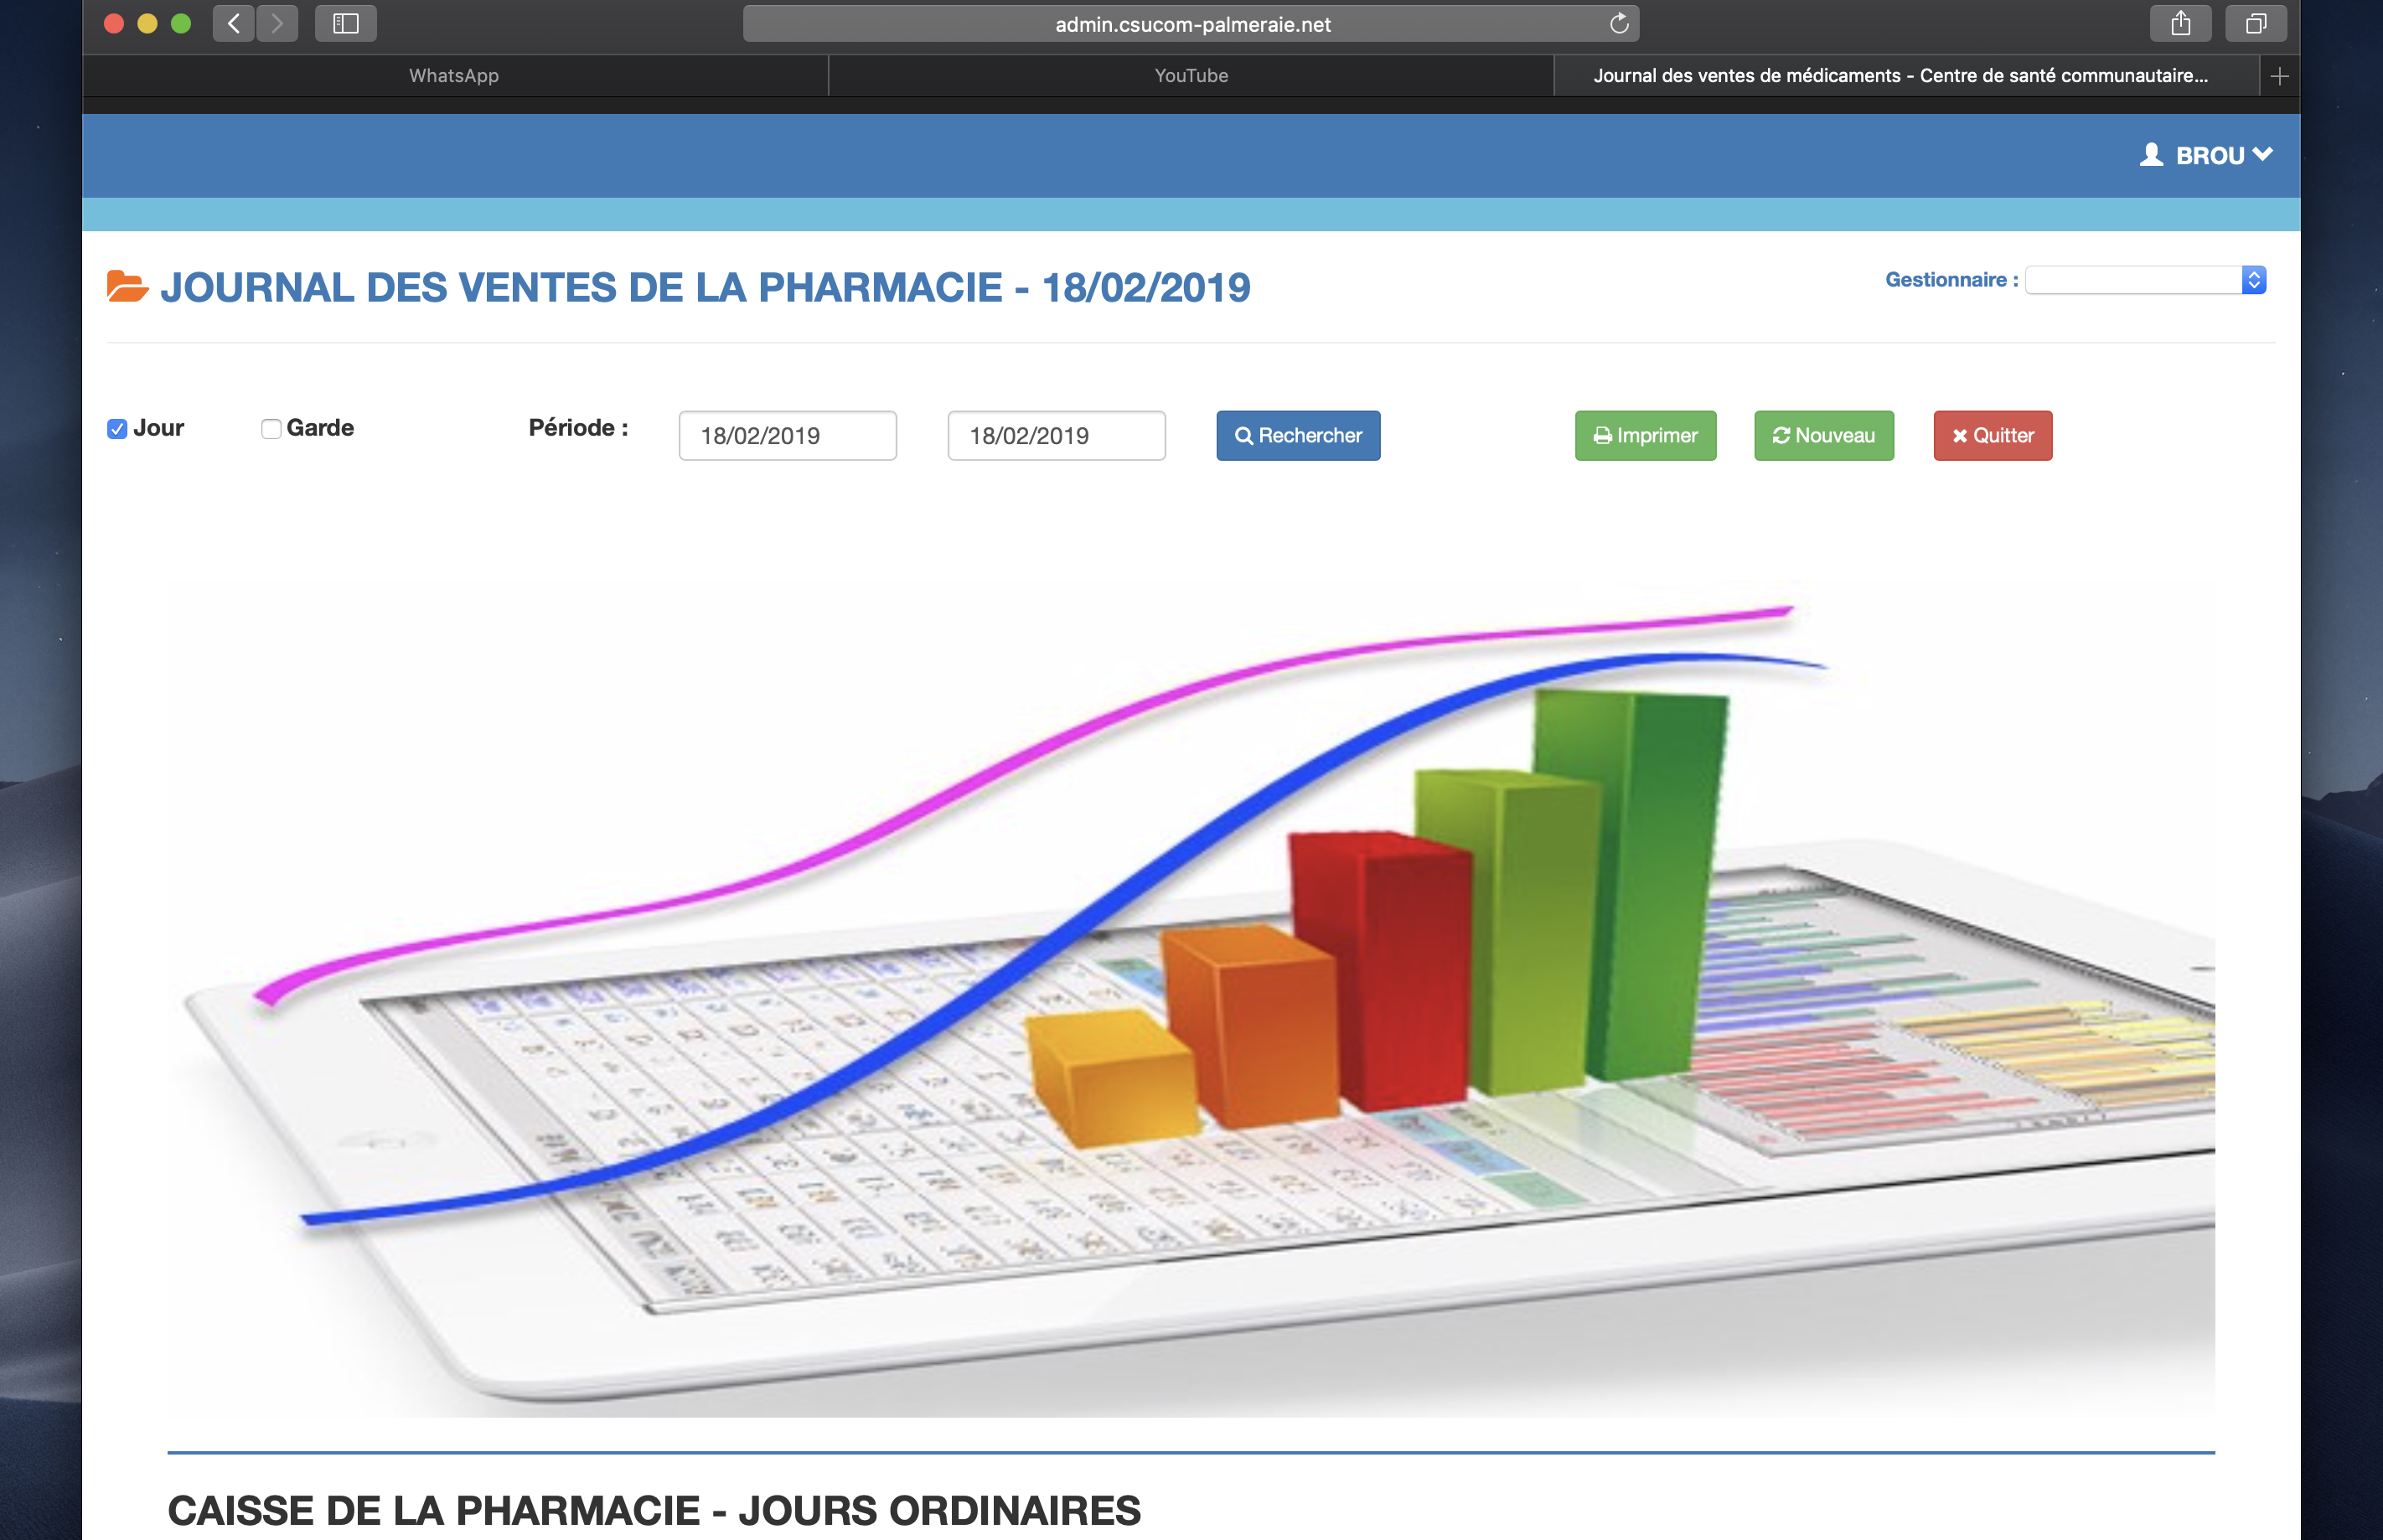 admin.csucom-palmeraie.net
WhatsApp
YouTube
Journal des ventes de médicaments - Centre de santé communautaire...
BROU
JOURNAL DES VENTES DE LA PHARMACIE - 18/02/2019
Gestionnaire :
Jour
Garde
Période :
18/02/2019
18/02/2019
Rechercher
Imprimer
Nouveau
Quitter
CAISSE DE LA PHARMACIE - JOURS ORDINAIRES